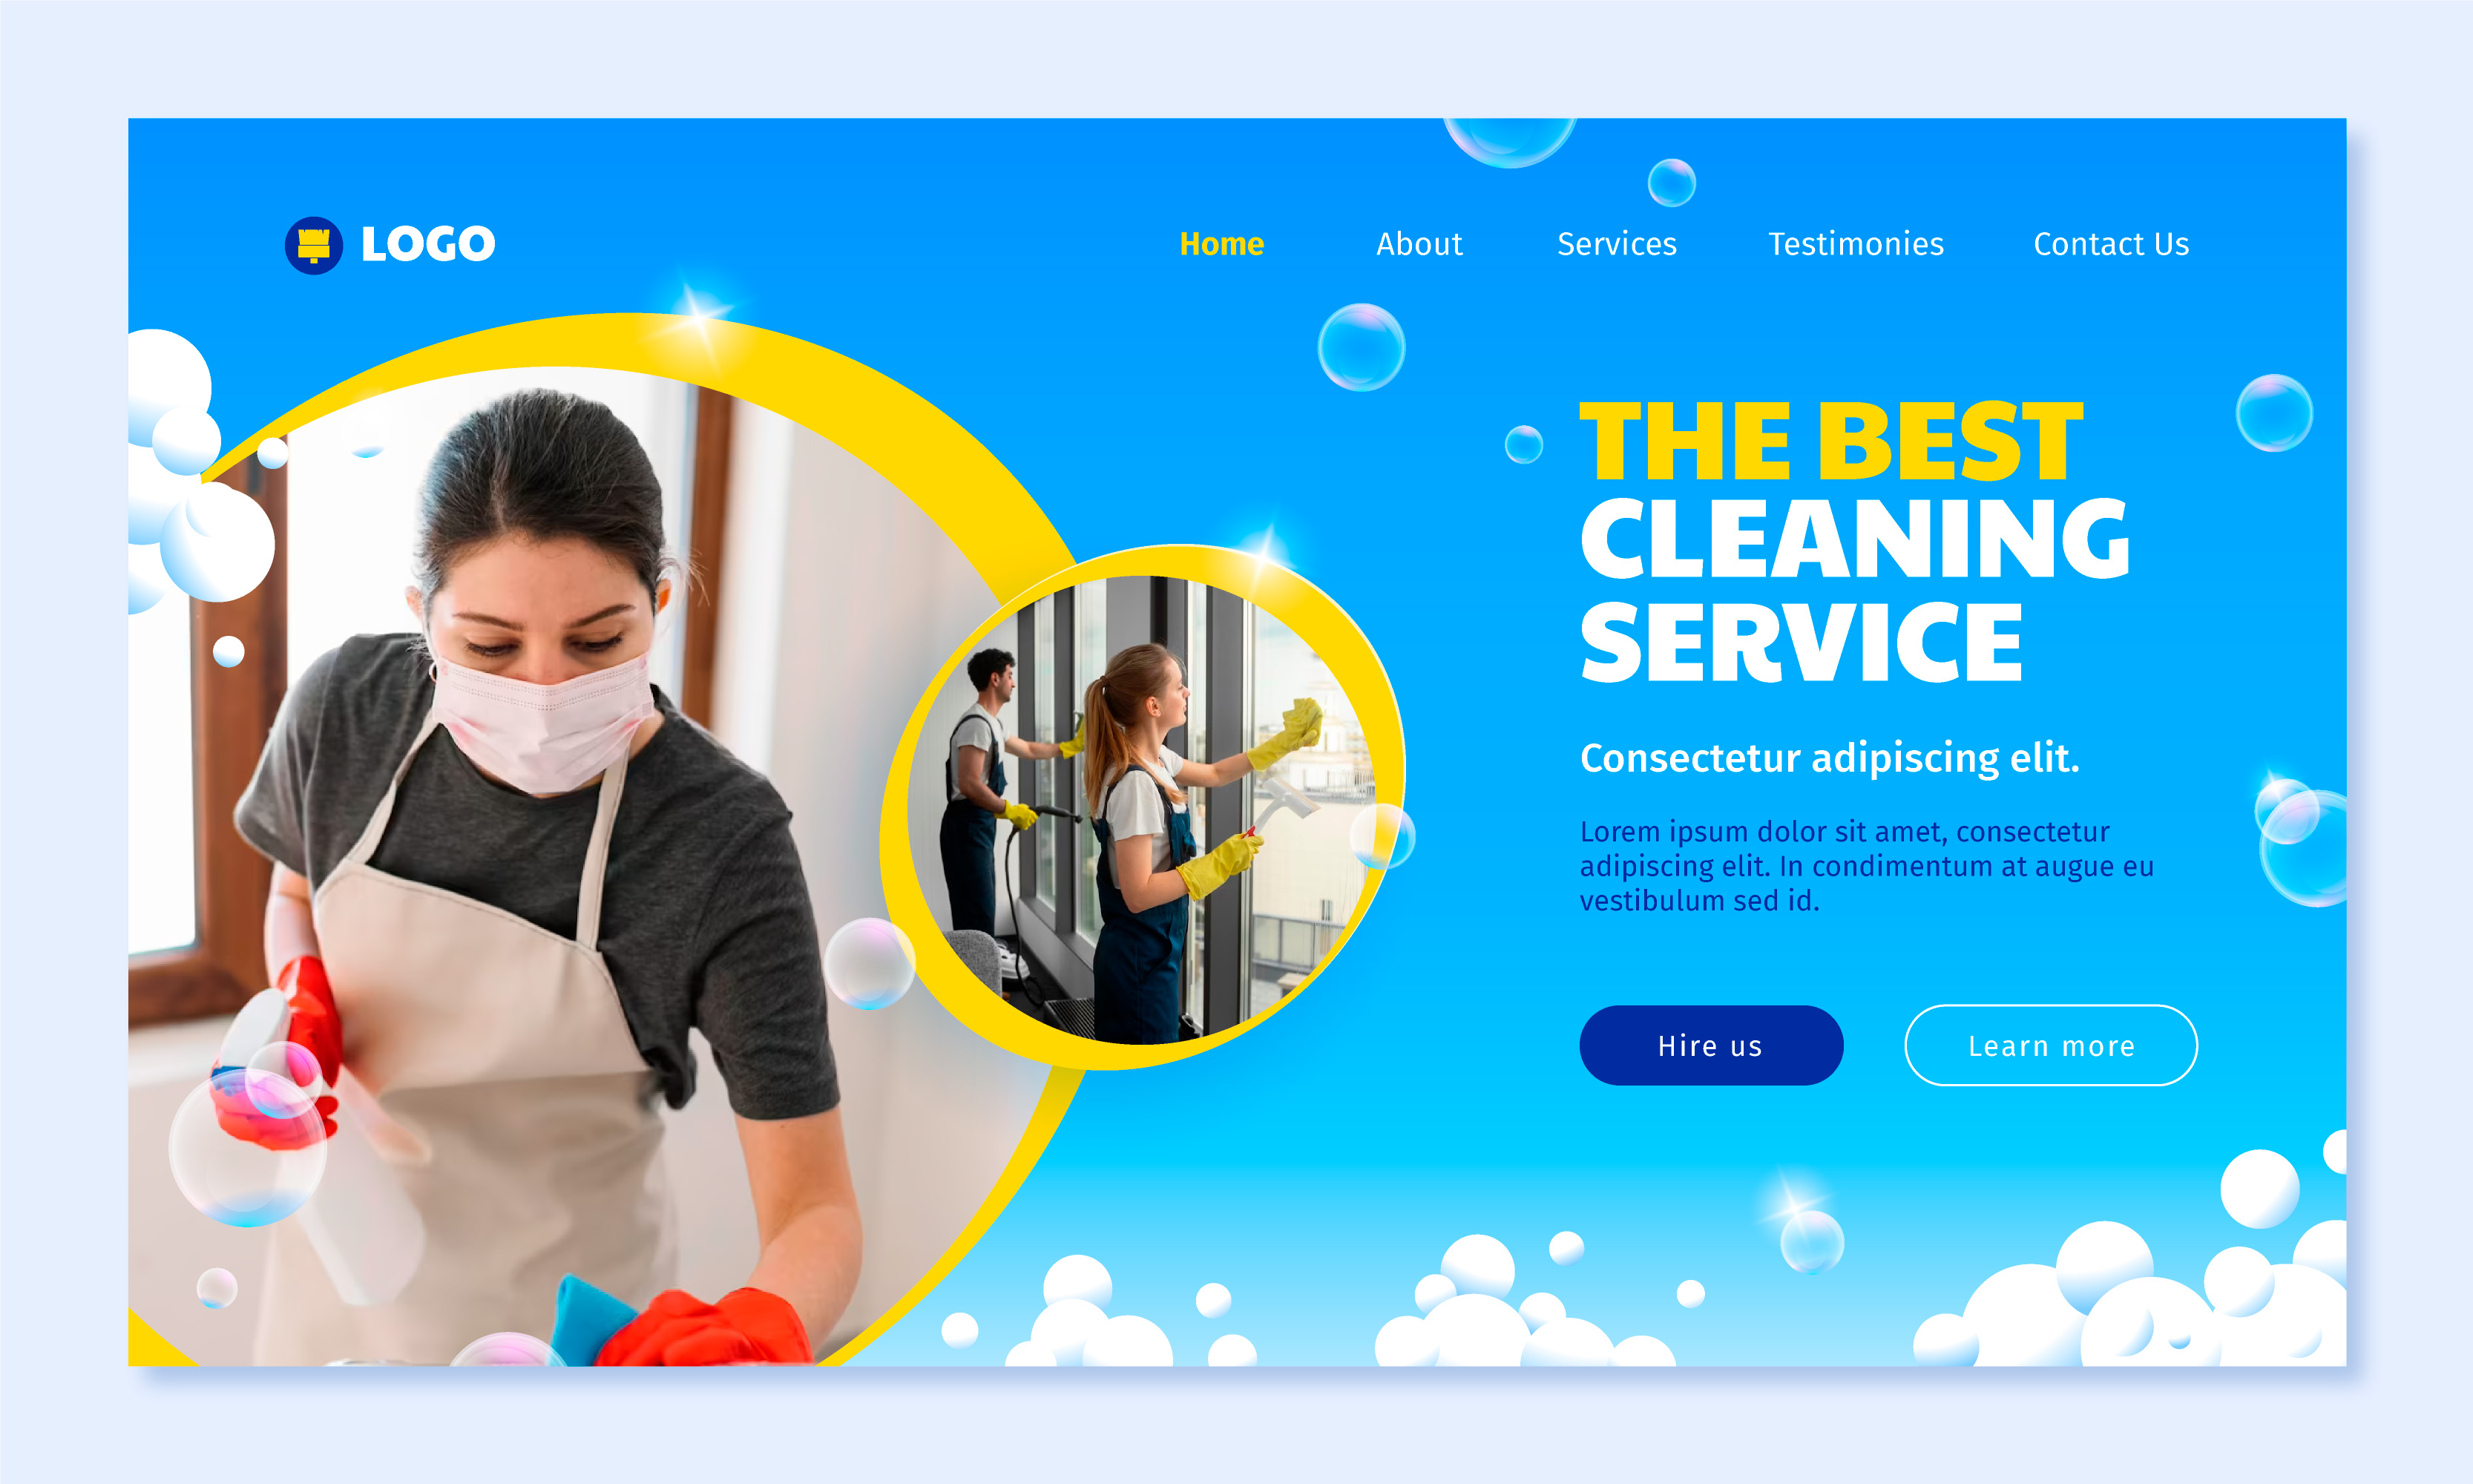 LOGO
Home About Services Testimonies Contact Us
THE BEST
CLEANING
SERVICE
Consectetur adipiscing elit.
Lorem ipsum dolor sit amet, consectetur
adipiscing elit. In condimentum at augue eu
vestibulum sed id.
Hire us Learn more